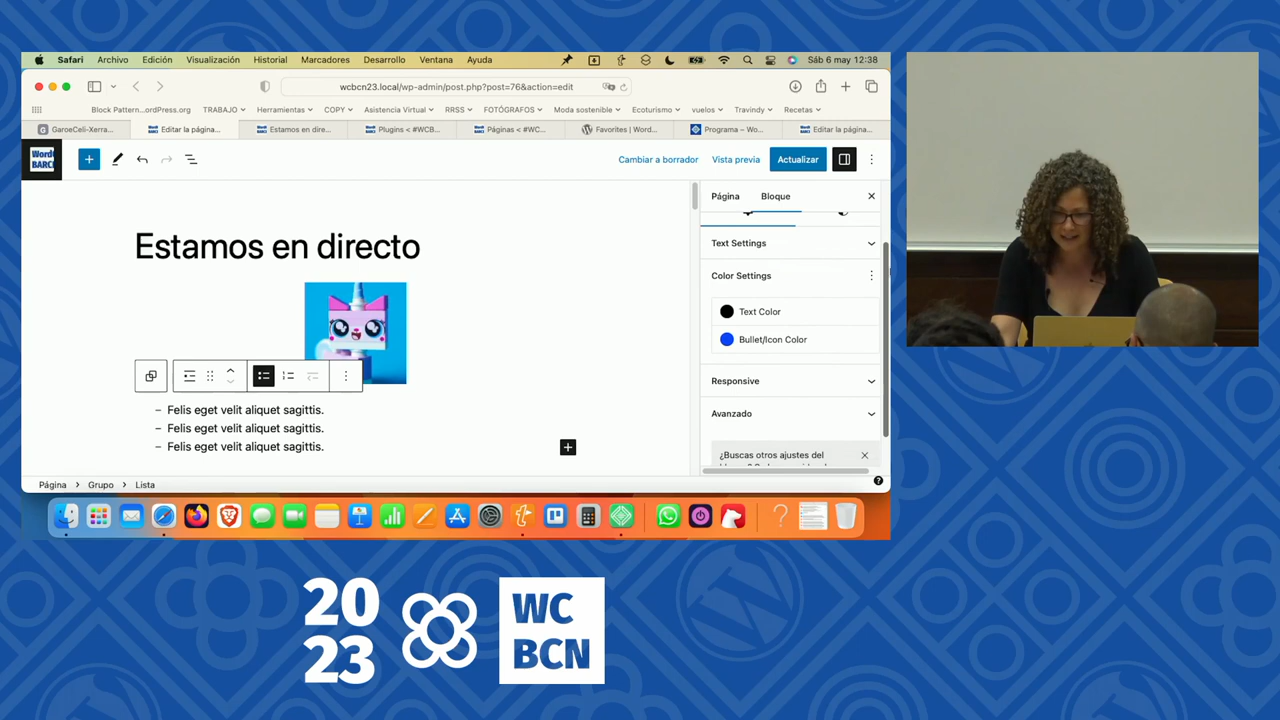 Safari Archivo Edición Visualización Historial Marcadores Desarrollo Ventana Ayuda Sáb 6 may 12:38
wcbcn23.local/wp-admin/post.php?post=76&action=edit
Block Pattern...ordPress.org TRABAJO Herramientas COPY Asistencia Virtual RRSS FOTÓGRAFOS Moda sostenible Ecoturismo vuelos Travindy Recetas
GaroeCeli-Xerra... Editar la página... Estamos en dire... Plugins < #WCB... Páginas < #WC... Favorites | Word... Programa – Wo... Editar la página...
Cambiar a borrador Vista previa Actualizar
Página Bloque
Estamos en directo
Text Settings
Color Settings
Text Color
Bullet/Icon Color
Responsive
Avanzado
– Felis eget velit aliquet sagittis.
– Felis eget velit aliquet sagittis.
– Felis eget velit aliquet sagittis.
¿Buscas otros ajustes del
Página > Grupo > Lista
20
23
WC
BCN